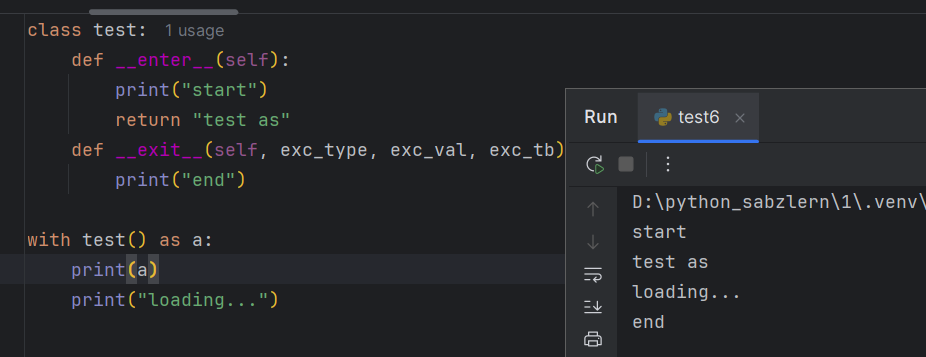 class test: 1 usage
    def __enter__(self):
        print("start")
        return "test as"
    def __exit__(self, exc_type, exc_val, exc_tb)
        print("end")

with test() as a:
    print(a)
    print("loading...")
Run test6
D:\python_sabzlern\1\.venv\
start
test as
loading...
end